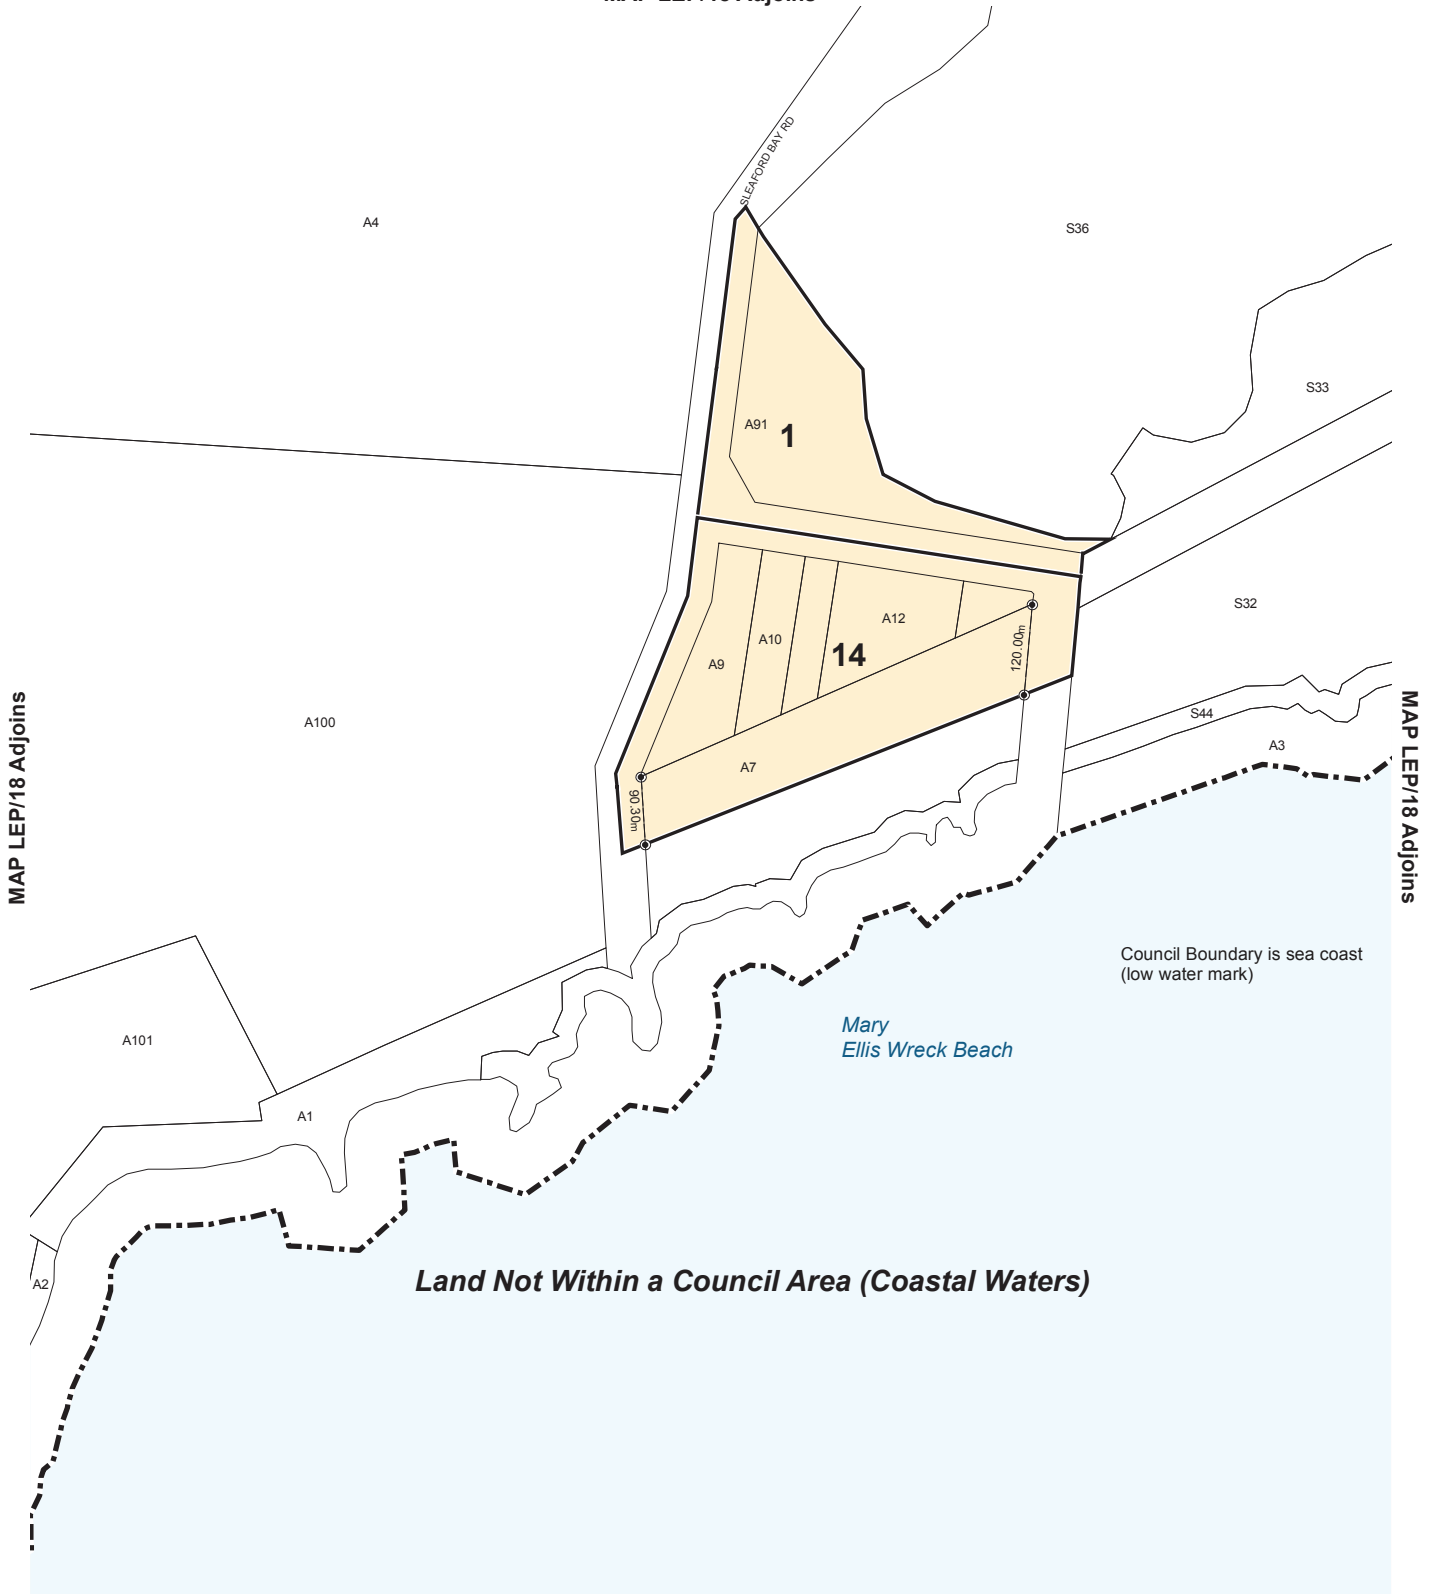 SLEAFORD BAY RD
A4
S36
S33
A91
1
S32
A12
A10
14
120.00m
A9
S44
A100
A3
A7
90.30m
MAP LEP/18 Adjoins
MAP LEP/18 Adjoins
Council Boundary is sea coast
(low water mark)
Mary
Ellis Wreck Beach
A101
A1
A2
Land Not Within a Council Area (Coastal Waters)